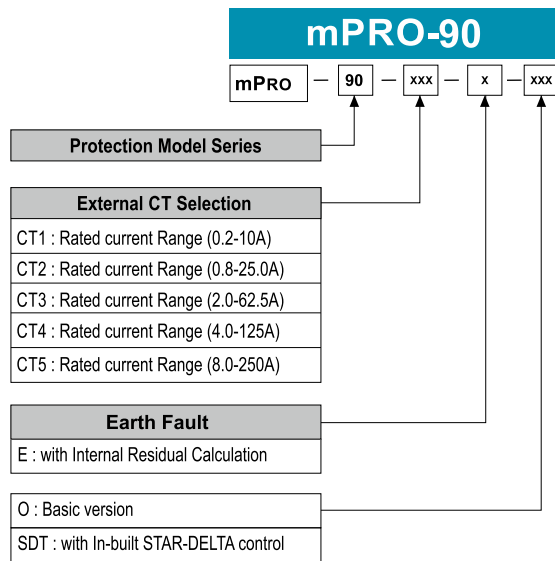 mPRO-90
mPRO – 90 – xxx – x – xxx
Protection Model Series
External CT Selection
CT1 : Rated current Range (0.2-10A)
CT2 : Rated current Range (0.8-25.0A)
CT3 : Rated current Range (2.0-62.5A)
CT4 : Rated current Range (4.0-125A)
CT5 : Rated current Range (8.0-250A)
Earth Fault
E : with Internal Residual Calculation
O : Basic version
SDT : with In-built STAR-DELTA control